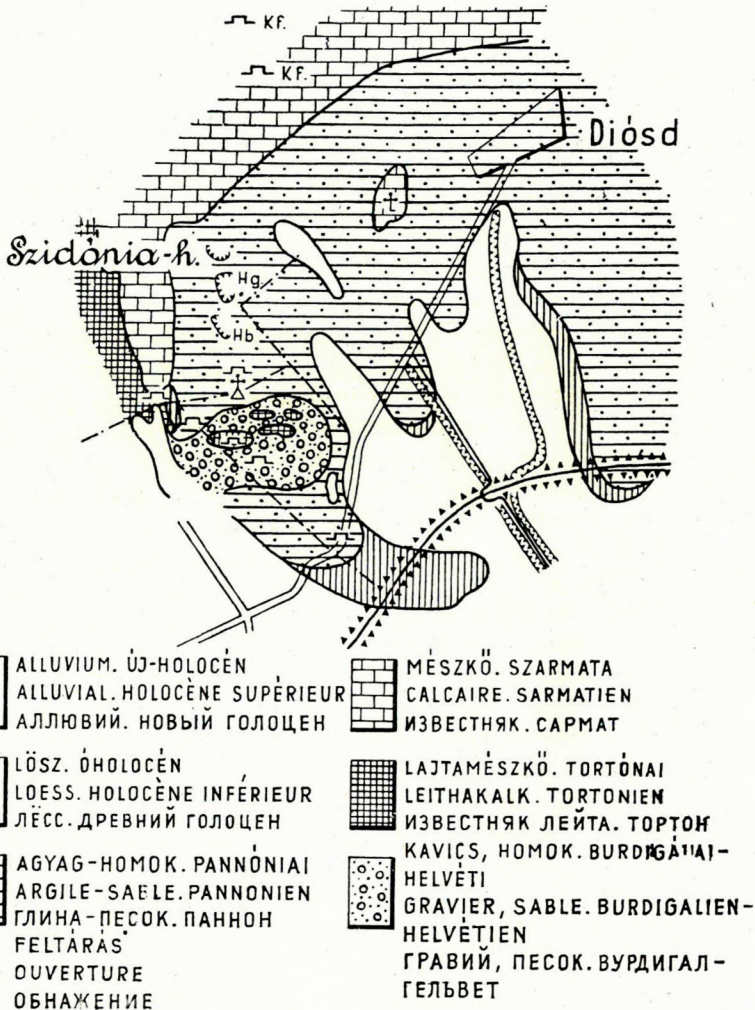 Kf.
Kf.
Diósd
Szidónia-h.
Hg
Hb
ALLUVIUM. ÚJ-HOLOCÉN
ALLUVIAL. HOLOCÈNE SUPÉRIEUR
АЛЛЮВИЙ. НОВЫЙ ГОЛОЦЕН
LÖSZ. ÓHOLOCÉN
LOESS. HOLOCÈNE INFÉRIEUR
ЛЁСС. ДРЕВНИЙ ГОЛОЦЕН
AGYAG-HOMOK. PANNÓNIAI
ARGILE-SABLE. PANNONIEN
ГЛИНА-ПЕСОК. ПАННОН
FELTÁRÁS
OUVERTURE
ОБНАЖЕНИЕ
MÉSZKŐ. SZARMATA
CALCAIRE. SARMATIEN
ИЗВЕСТНЯК. САРМАТ
LAJTAMÉSZKŐ. TORTÓNAI
LEITHAKALK. TORTONIEN
ИЗВЕСТНЯК ЛЕЙТА. ТОРТОН
KAVICS, HOMOK. BURDIGÁLIAI-
HELVÉTI
GRAVIER, SABLE. BURDIGALIEN-
HELVÉTIEN
ГРАВИЙ, ПЕСОК. ВУРДИГАЛ-
ГЕЛЬВЕТ